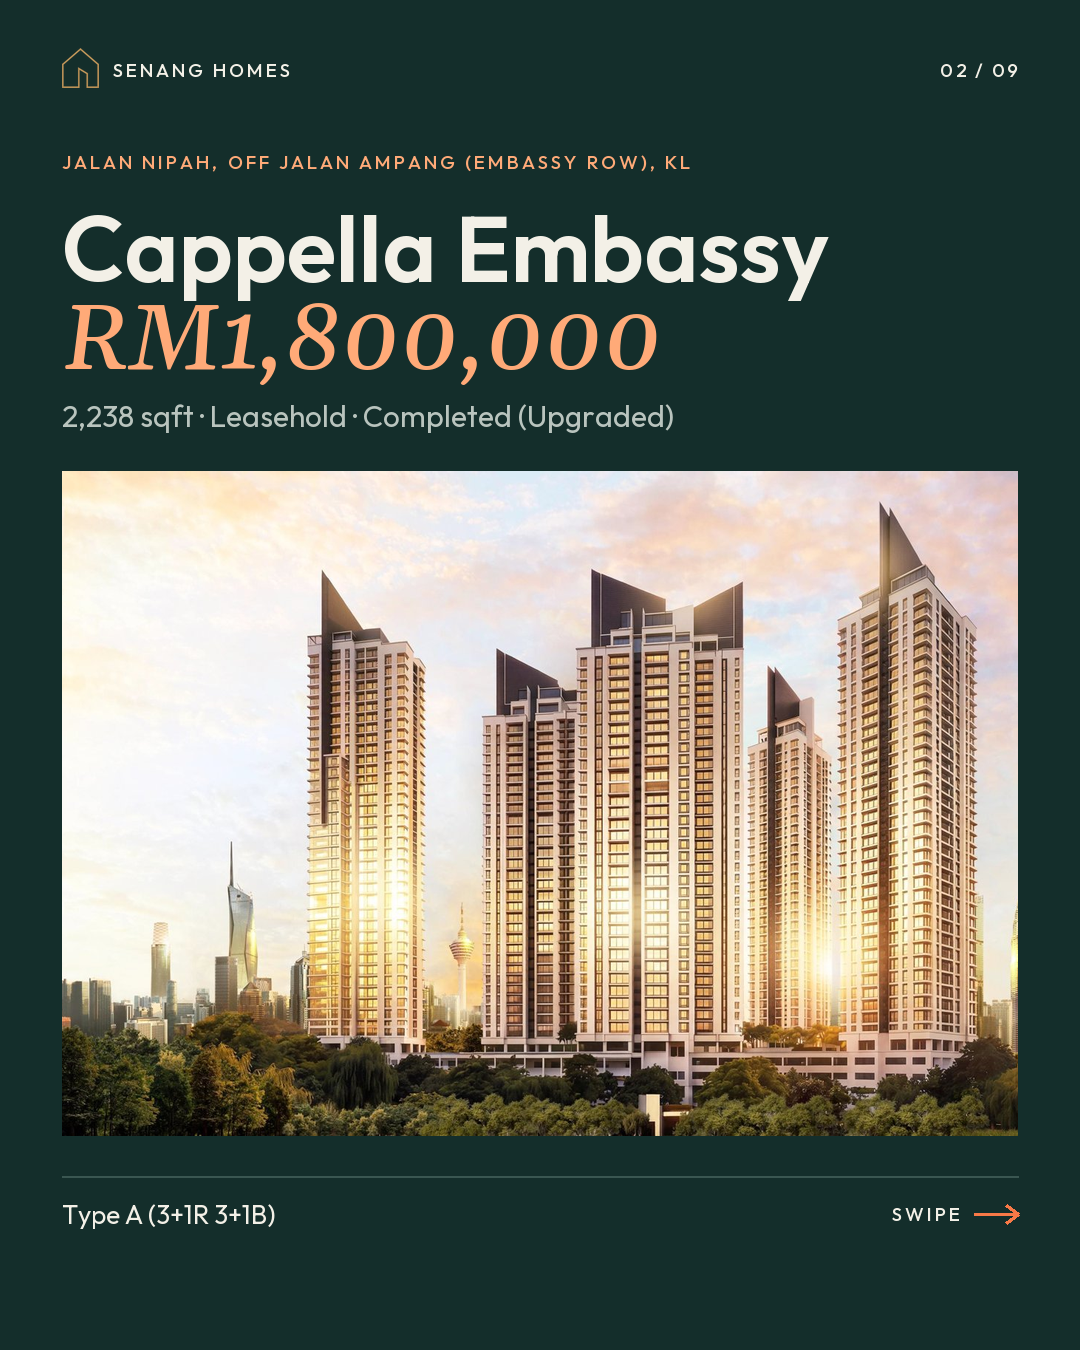 SENANG HOMES
02 / 09
JALAN NIPAH, OFF JALAN AMPANG (EMBASSY ROW), KL
Cappella Embassy
RM1,800,000
2,238 sqft · Leasehold · Completed (Upgraded)
Type A (3+1R 3+1B)
SWIPE